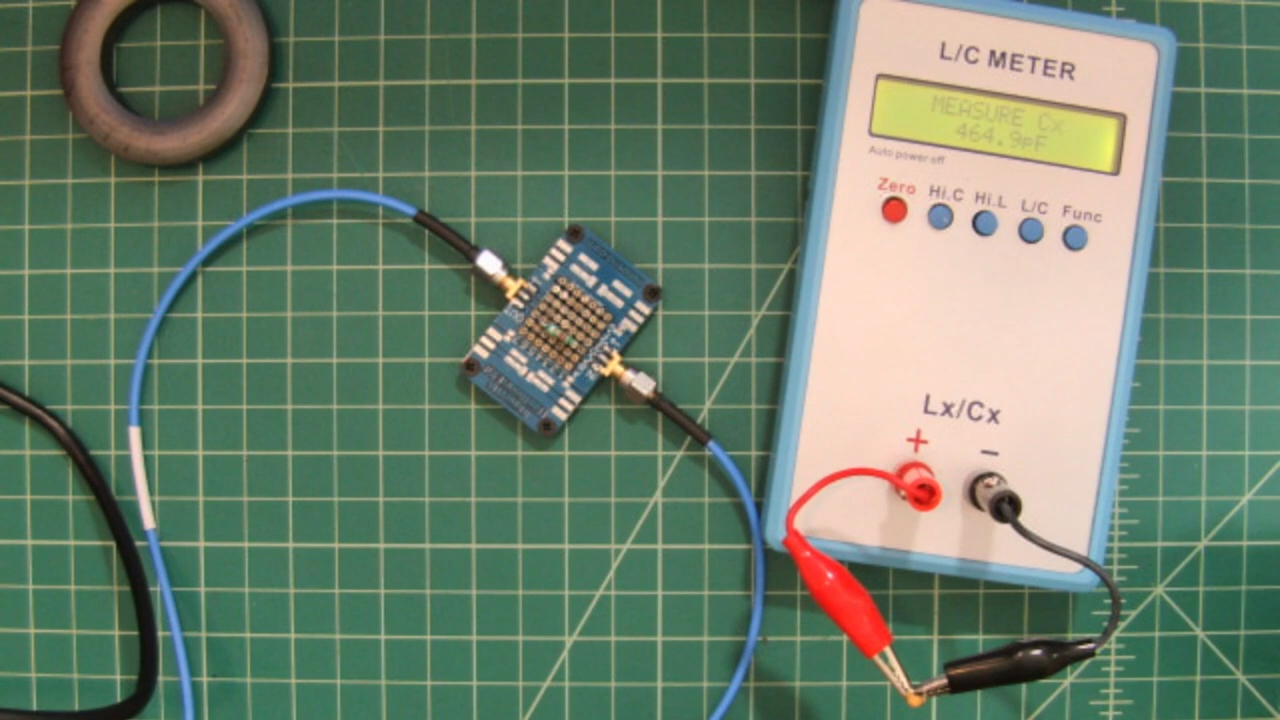 L/C METER
MEASURE Cx
464.9pF
Auto power off
Zero Hi.C Hi.L L/C Func
Lx/Cx
+ −